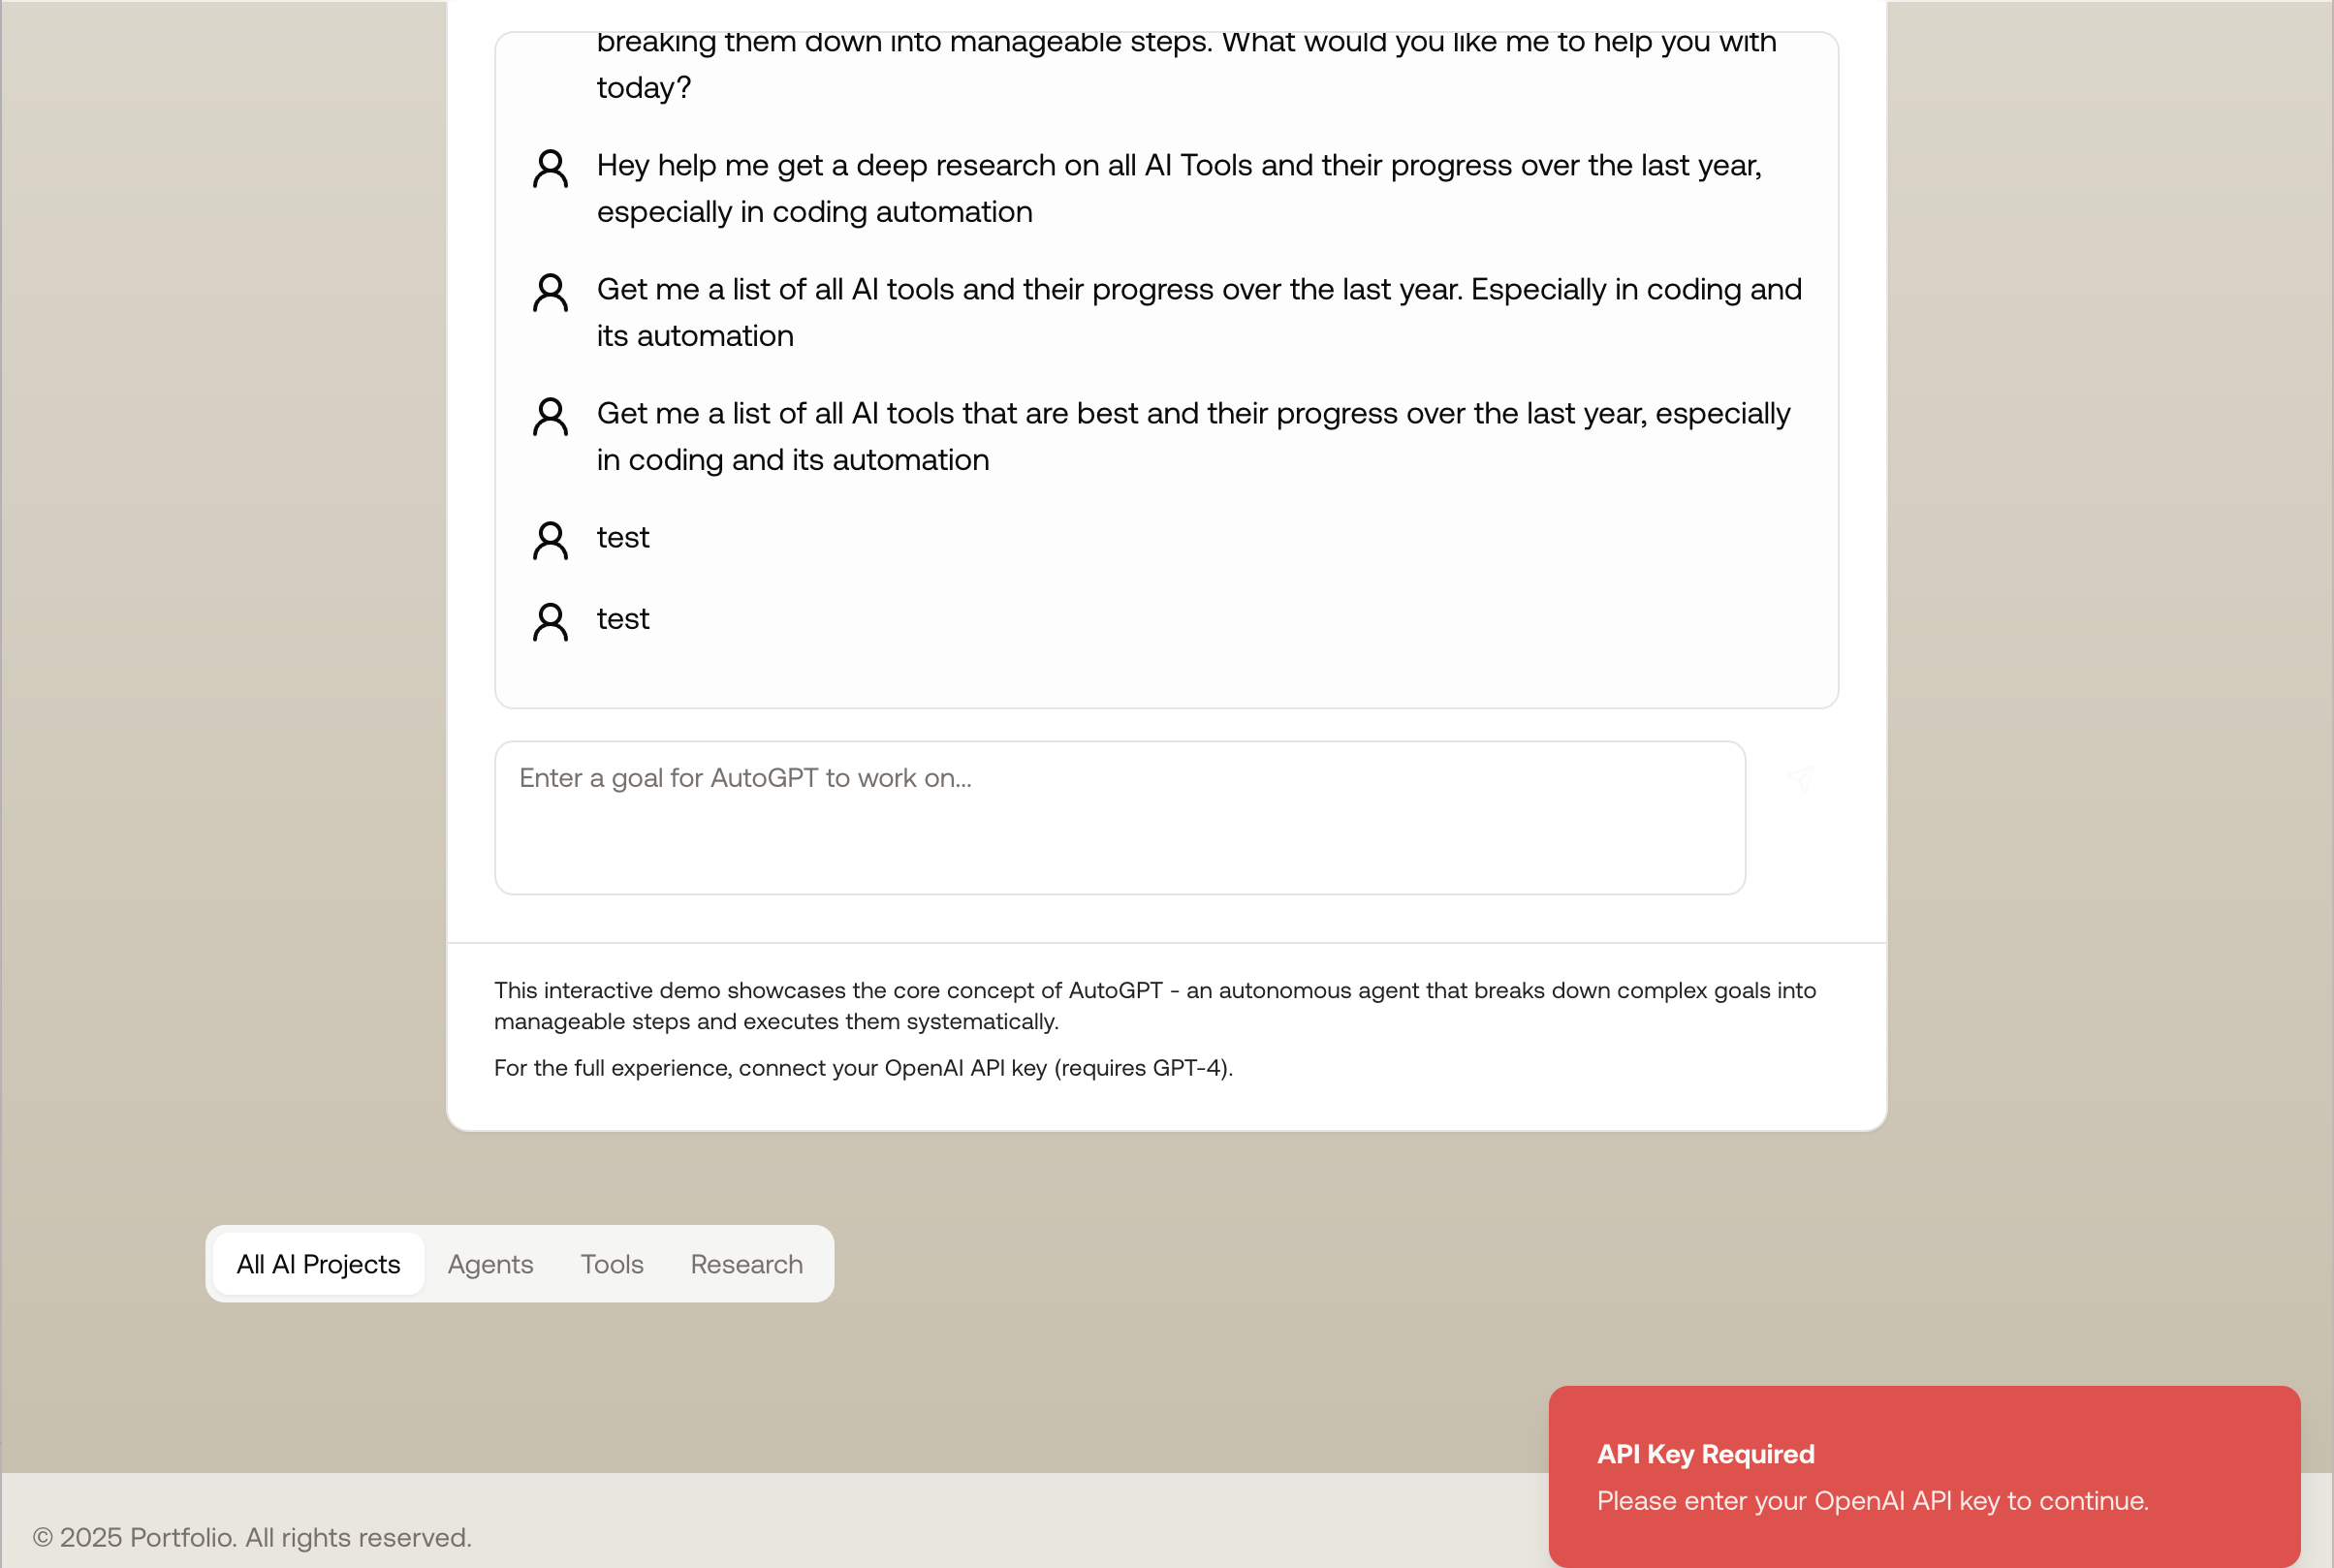 breaking them down into manageable steps. What would you like me to help you with
today?
Hey help me get a deep research on all AI Tools and their progress over the last year,
especially in coding automation
Get me a list of all AI tools and their progress over the last year. Especially in coding and
its automation
Get me a list of all AI tools that are best and their progress over the last year, especially
in coding and its automation
test
test
Enter a goal for AutoGPT to work on...
This interactive demo showcases the core concept of AutoGPT - an autonomous agent that breaks down complex goals into
manageable steps and executes them systematically.
For the full experience, connect your OpenAI API key (requires GPT-4).
All AI Projects
Agents
Tools
Research
API Key Required
Please enter your OpenAI API key to continue.
© 2025 Portfolio. All rights reserved.